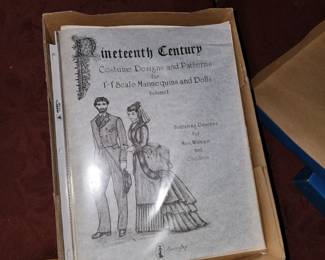 Nineteenth Century
Costume Designs and Patterns
for
1"-1' Scale Mannequins and Dolls
Volume I
Featuring Costumes
for
Men, Women
and
Children